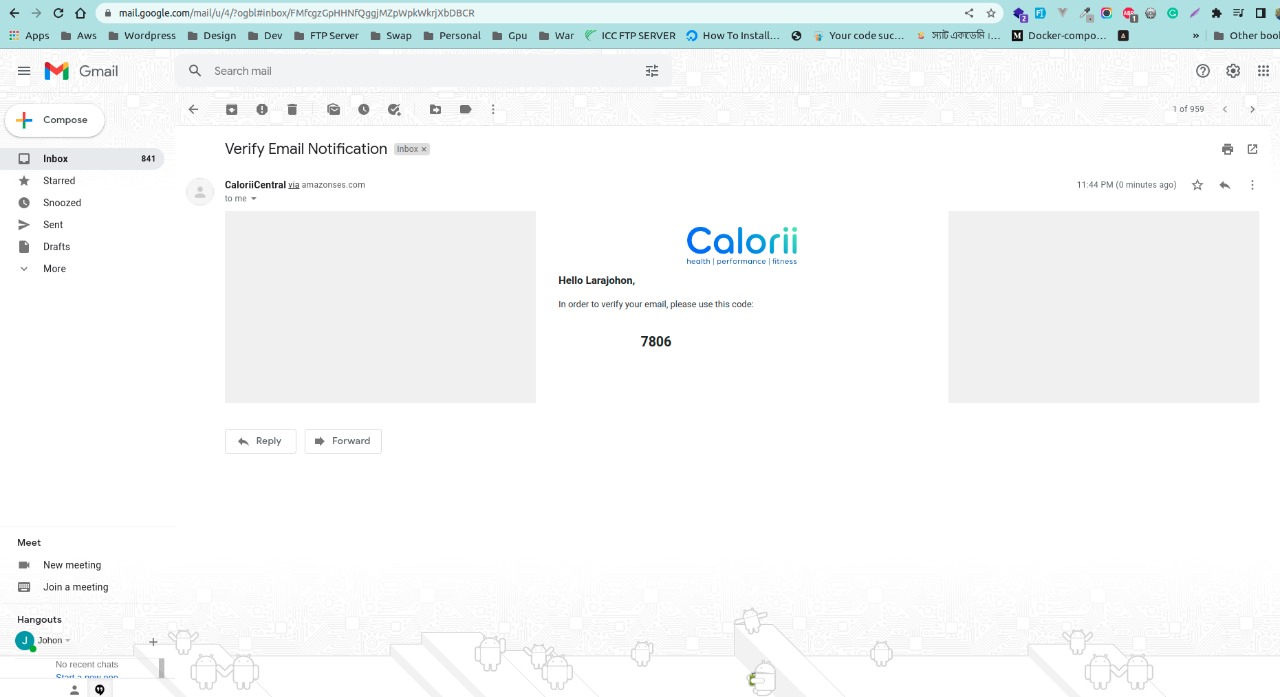 mail.google.com/mail/u/4/?ogbl#inbox/FMfcgzGpHHNfQggjMZpWpkWkrjXbDBCR
Apps Aws Wordpress Design Dev FTP Server Swap Personal Gpu War ICC FTP SERVER How To Install... Your code suc... স্যাট একাডেমি ।... Docker-compo... » Other bool
Gmail Search mail
Compose 1 of 959
Inbox 841
Starred
Snoozed
Sent
Drafts
More
Verify Email Notification Inbox ×
CaloriiCentral via amazonses.com 11:44 PM (0 minutes ago)
to me
Calorii
health | performance | fitness
Hello Larajohon,
In order to verify your email, please use this code:
7806
Reply Forward
Meet
New meeting
Join a meeting
Hangouts
J Johon +
No recent chats
Start a new one